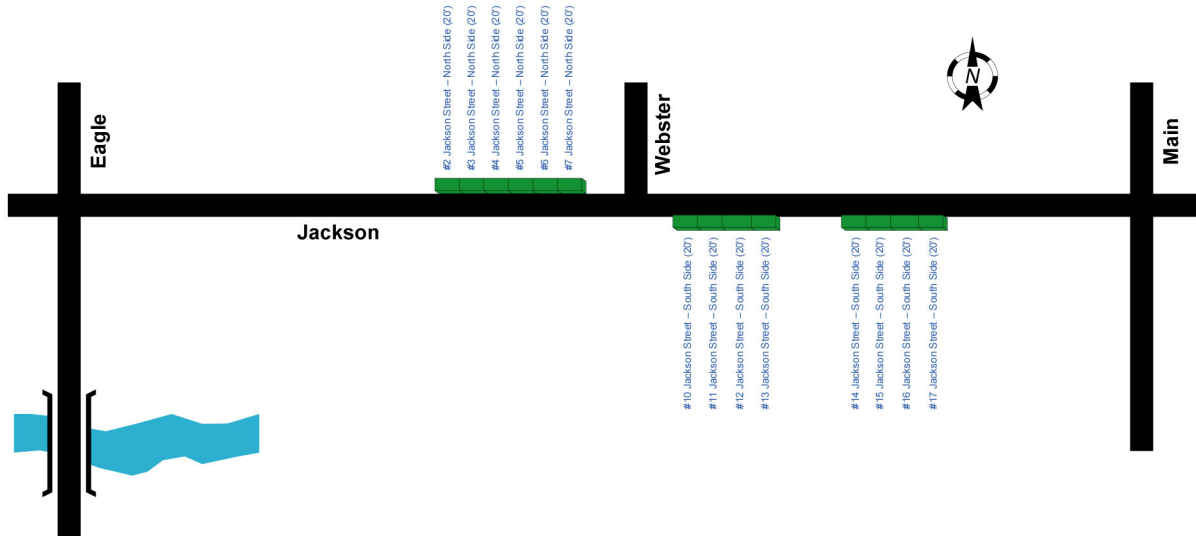 #2 Jackson Street – North Side (20')
#3 Jackson Street – North Side (20')
#4 Jackson Street – North Side (20')
#5 Jackson Street – North Side (20')
#6 Jackson Street – North Side (20')
#7 Jackson Street – North Side (20')
N
Eagle
Webster
Main
Jackson
#10 Jackson Street – South Side (20')
#11 Jackson Street – South Side (20')
#12 Jackson Street – South Side (20')
#13 Jackson Street – South Side (20')
#14 Jackson Street – South Side (20')
#15 Jackson Street – South Side (20')
#16 Jackson Street – South Side (20')
#17 Jackson Street – South Side (20')